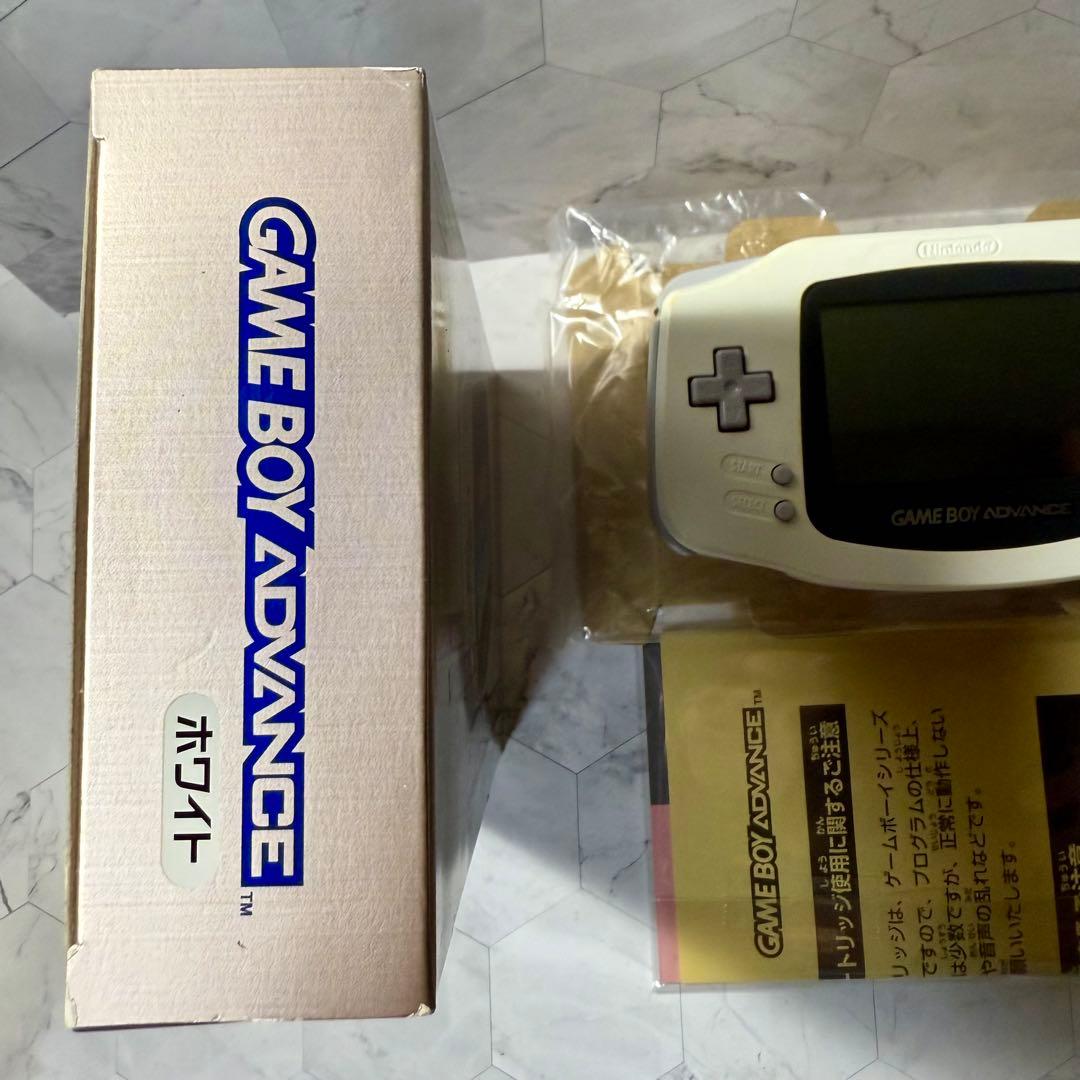 GAME BOY ADVANCE™
ホワイト
Nintendo
START
SELECT
GAME BOY ADVANCE
GAME BOY ADVANCE™
トリッジ使用に関するご注意
リッジは、ゲームボーイシリーズ
ですので、プログラムの仕様上、
は少数ですが、正常に動作しない
や音声の乱れなどです。
願いいたします。